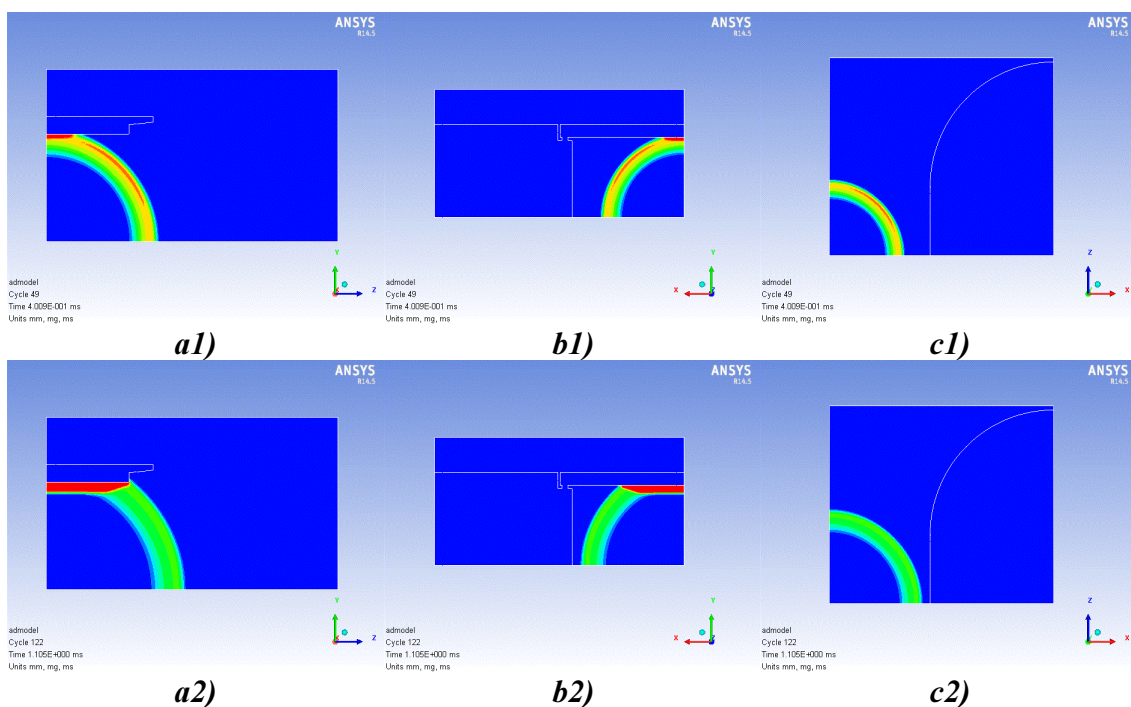 ANSYS
R14.5
Y
Z
admodel
Cycle 49
Time 4.009E-001 ms
Units mm, mg, ms
a1)
ANSYS
R14.5
Y
X
Z
admodel
Cycle 49
Time 4.009E-001 ms
Units mm, mg, ms
b1)
ANSYS
R14.5
Z
X
admodel
Cycle 49
Time 4.009E-001 ms
Units mm, mg, ms
c1)
ANSYS
R14.5
Y
Z
admodel
Cycle 122
Time 1.105E+000 ms
Units mm, mg, ms
a2)
ANSYS
R14.5
Y
X
Z
admodel
Cycle 122
Time 1.105E+000 ms
Units mm, mg, ms
b2)
ANSYS
R14.5
Z
X
admodel
Cycle 122
Time 1.105E+000 ms
Units mm, mg, ms
c2)